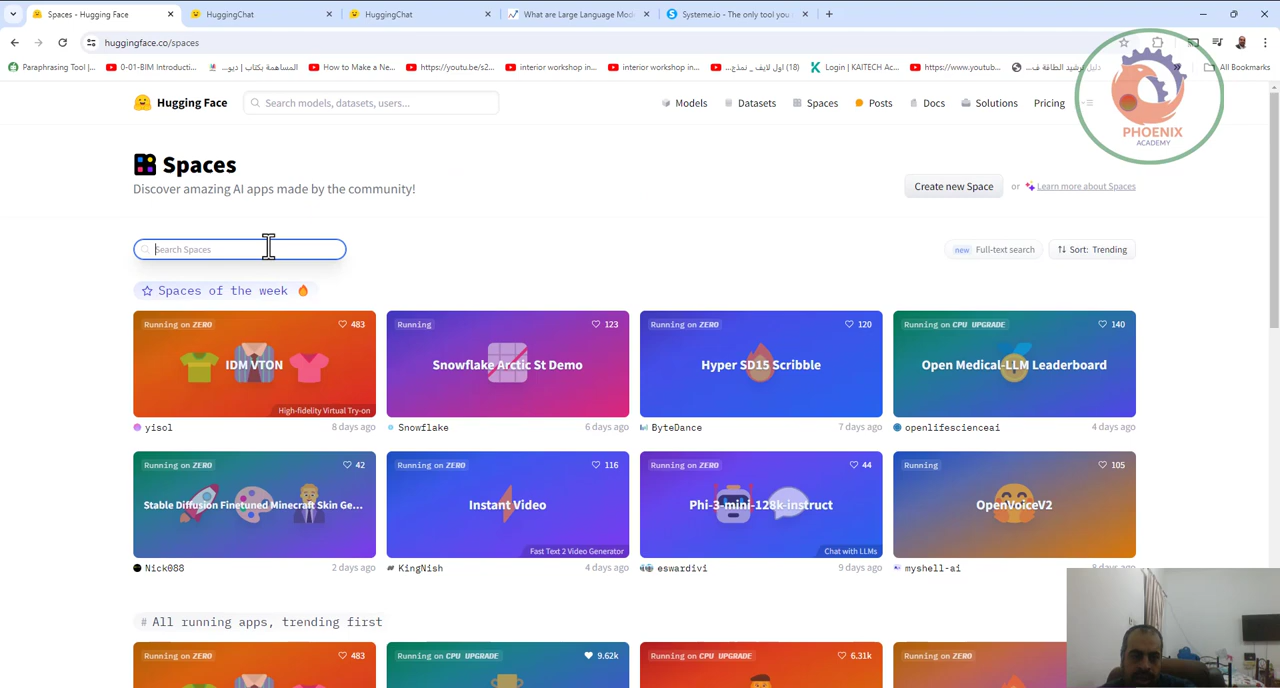 Spaces - Hugging Face
HuggingChat
HuggingChat
What are Large Language Mod
Systeme.io - The only tool you
huggingface.co/spaces
Paraphrasing Tool |...
0-01-BIM Introducti...
المساهمة بكتاب | ديو...
How to Make a Ne...
https://youtube/s2...
interior workshop in...
interior workshop in...
(18) اول لايف _ نمذج...
Login | KAITECH Ac...
https://www.youtub...
دليل ترشيد الطاقة ف...
All Bookmarks
Hugging Face
Search models, datasets, users...
Models
Datasets
Spaces
Posts
Docs
Solutions
Pricing
PHOENIX
ACADEMY
Spaces
Discover amazing AI apps made by the community!
Create new Space
or
Learn more about Spaces
Search Spaces
new Full-text search
Sort: Trending
Spaces of the week
Running on ZERO
483
IDM VTON
High-fidelity Virtual Try-on
yisol
8 days ago
Running
123
Snowflake Arctic St Demo
Snowflake
6 days ago
Running on ZERO
120
Hyper SD15 Scribble
ByteDance
7 days ago
Running on CPU UPGRADE
140
Open Medical-LLM Leaderboard
openlifescienceai
4 days ago
Running on ZERO
42
Stable Diffusion Finetuned Minecraft Skin Ge...
Nick088
2 days ago
Running on ZERO
116
Instant Video
Fast Text 2 Video Generator
KingNish
4 days ago
Running on ZERO
44
Phi-3-mini-128k-instruct
Chat with LLMs
eswardivi
9 days ago
Running
105
OpenVoiceV2
myshell-ai
# All running apps, trending first
Running on ZERO
483
Running on CPU UPGRADE
9.62k
Running on CPU UPGRADE
6.31k
Running on ZERO